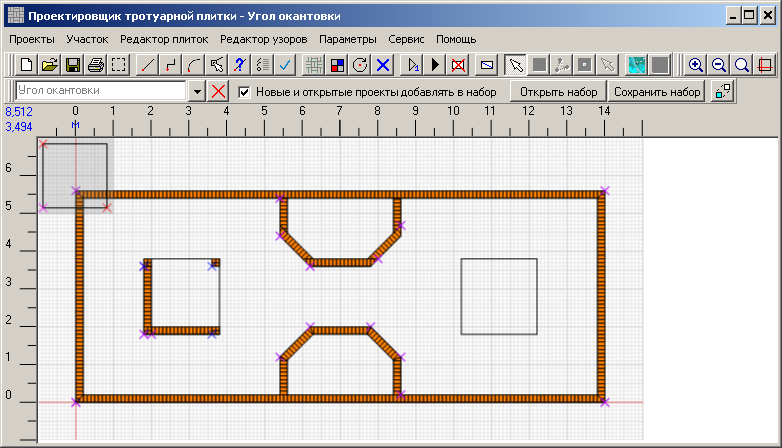 Проектировщик тротуарной плитки - Угол окантовки
Проекты Участок Редактор плиток Редактор узоров Параметры Сервис Помощь
Угол окантовки Новые и открытые проекты добавлять в набор Открыть набор Сохранить набор
8,512 0 1 2 3 4 5 6 7 8 9 10 11 12 13 14
3,494 м
6
5
4
3
2
1
0